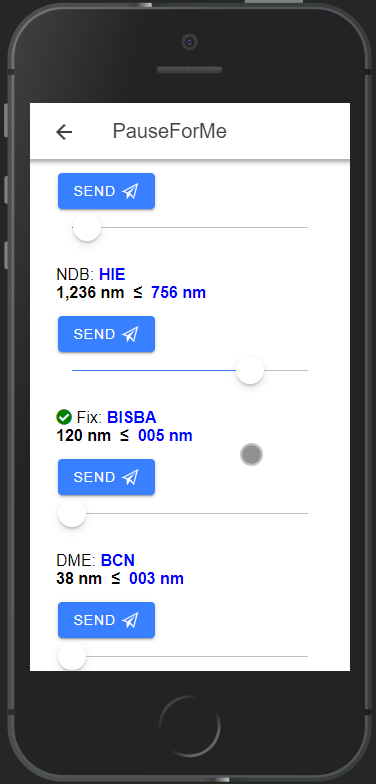 PauseForMe
SEND
NDB: HIE
1,236 nm ≤ 756 nm
SEND
Fix: BISBA
120 nm ≤ 005 nm
SEND
DME: BCN
38 nm ≤ 003 nm
SEND